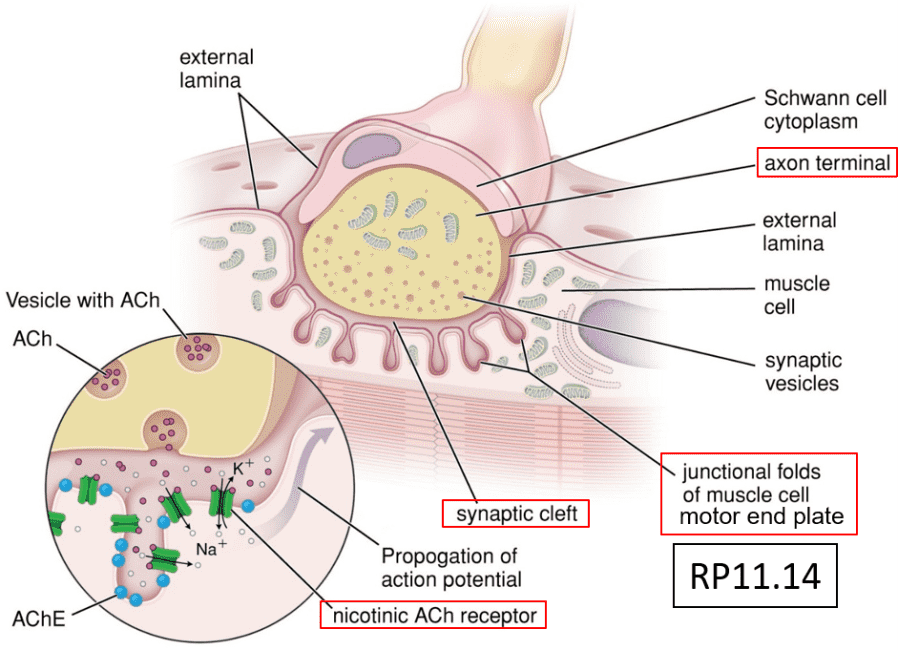 external
lamina
Schwann cell
cytoplasm
axon terminal
external
lamina
muscle
cell
synaptic
vesicles
Vesicle with ACh
ACh
K+
Na+
AChE
synaptic cleft
junctional folds
of muscle cell
motor end plate
Propogation of
action potential
nicotinic ACh receptor
RP11.14